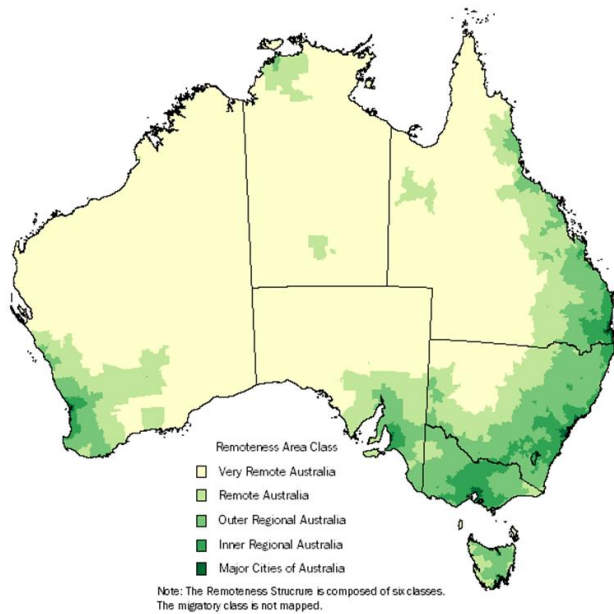 Remoteness Area Class
Very Remote Australia
Remote Australia
Outer Regional Australia
Inner Regional Australia
Major Cities of Australia
Note: The Remoteness Strucrure is composed of six classes.
The migratory class is not mapped.